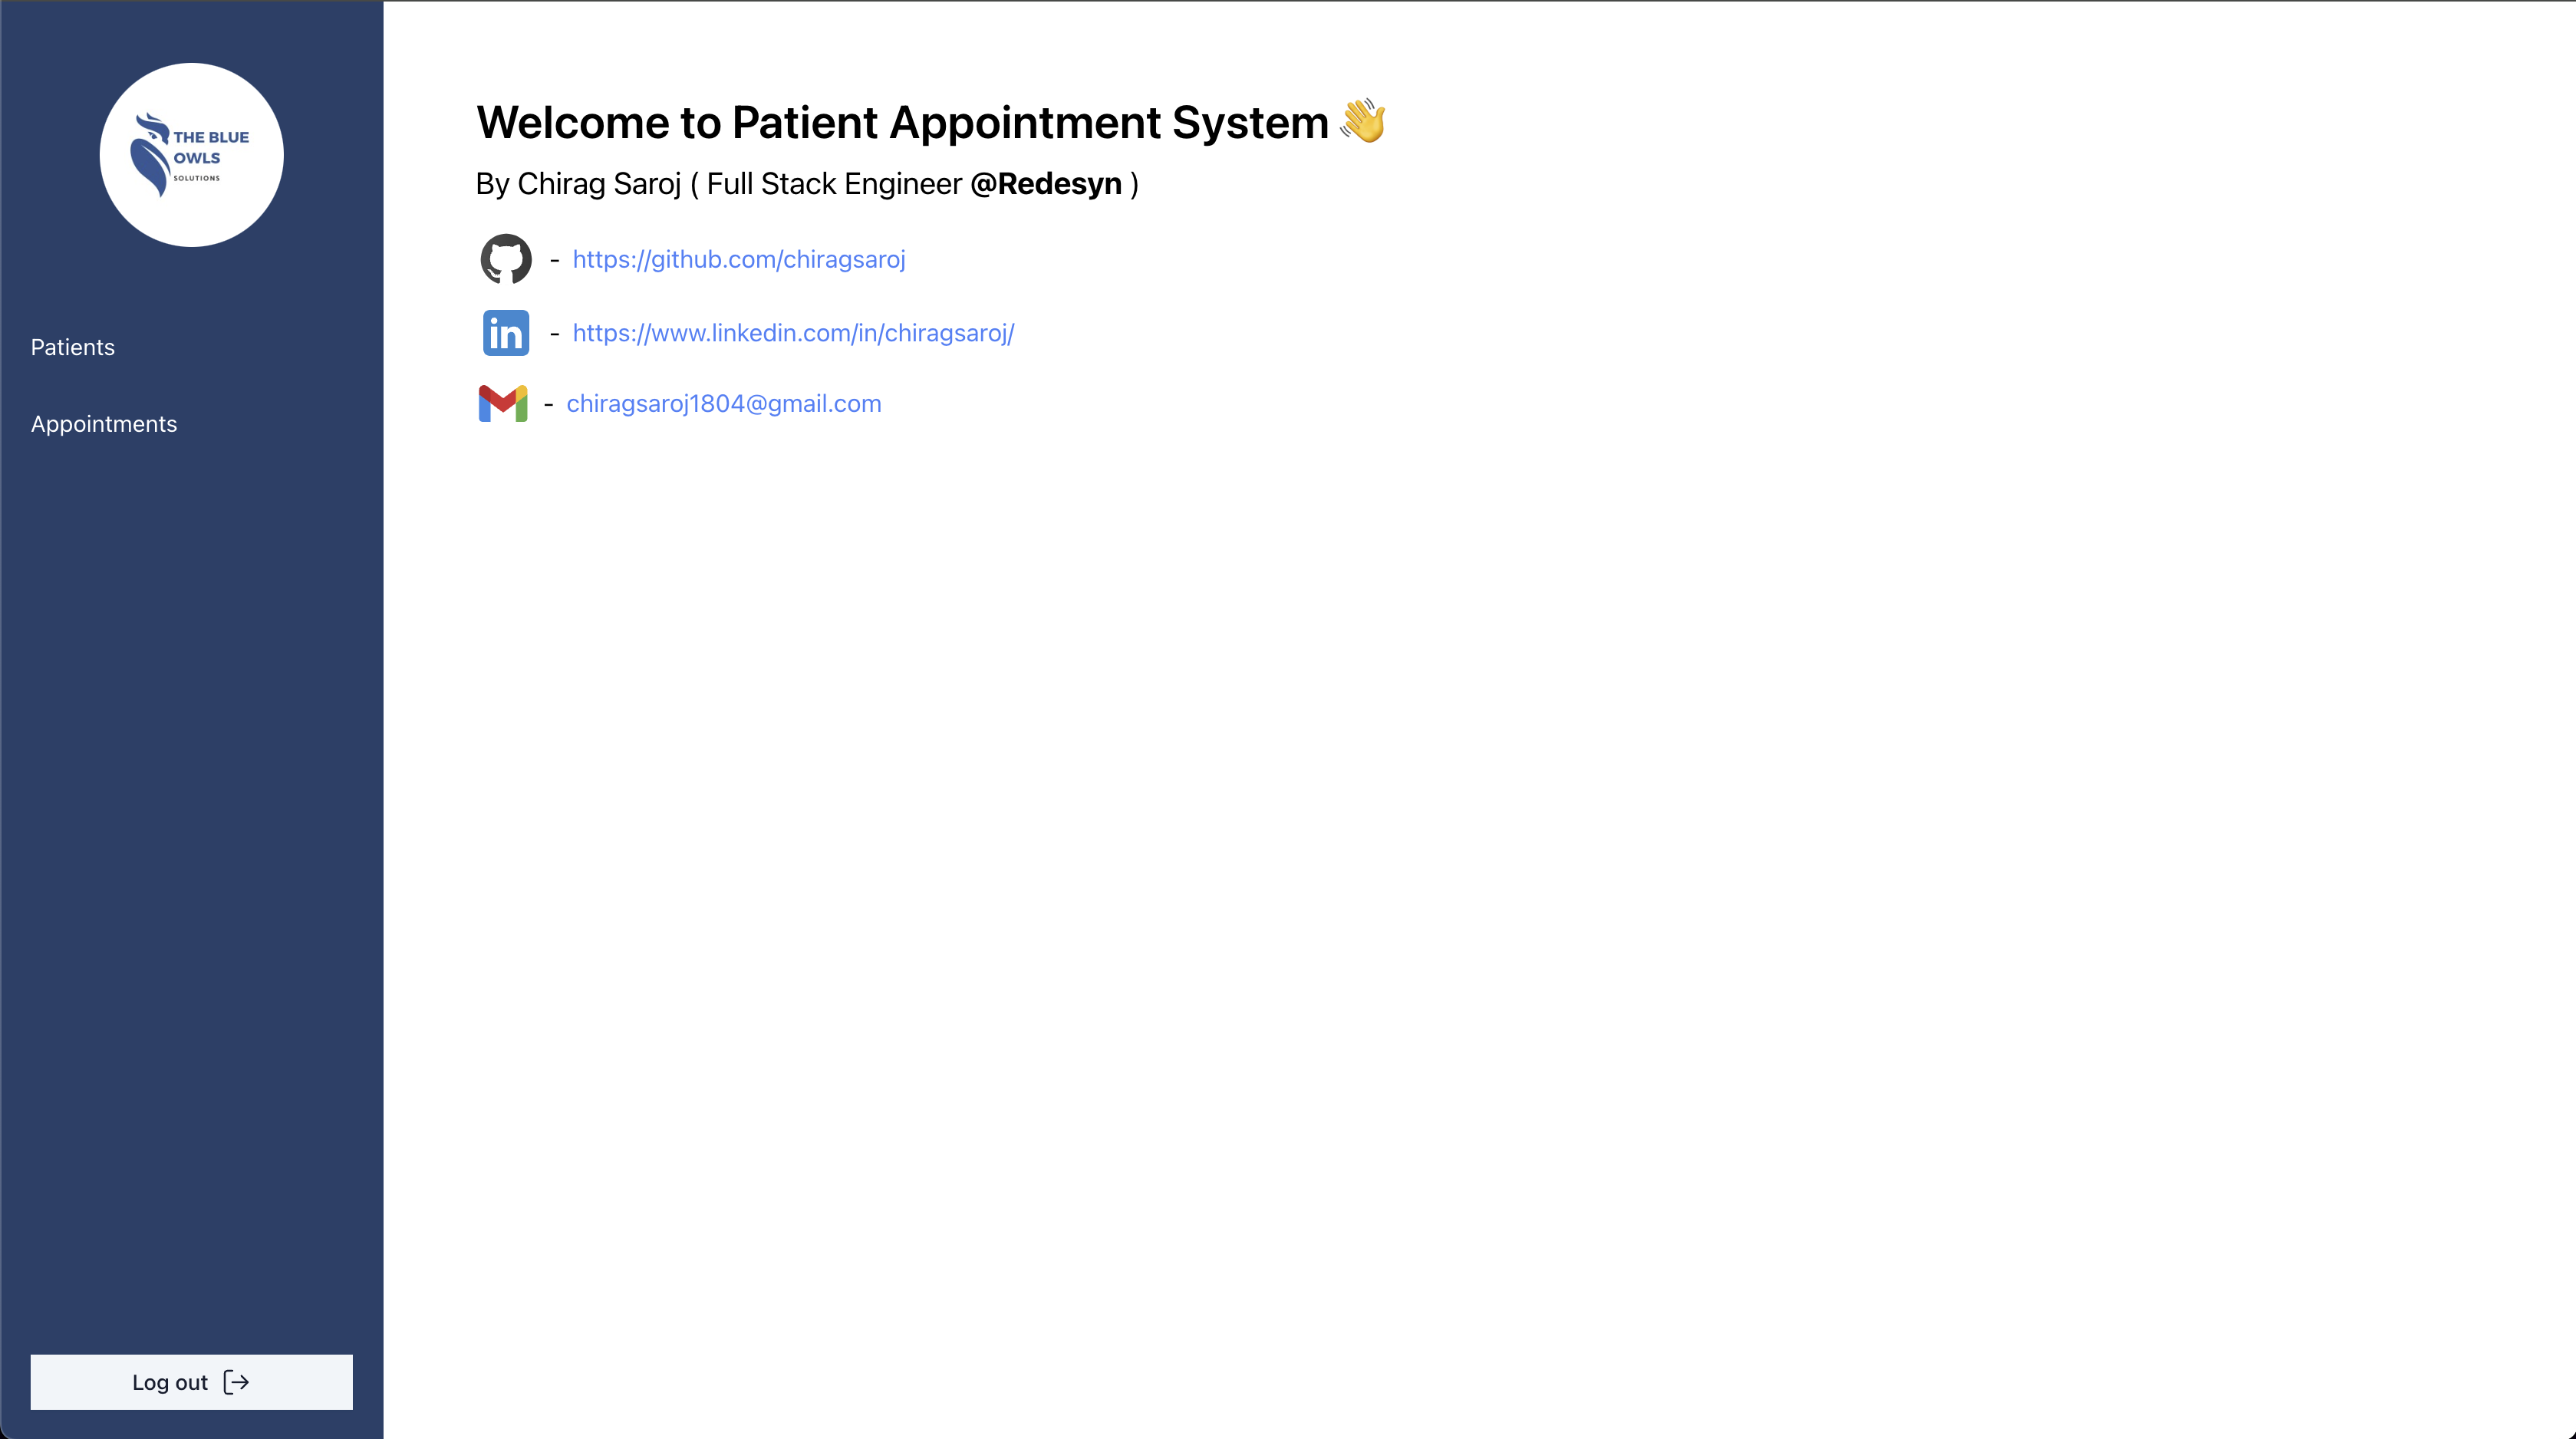 THE BLUE
OWLS
SOLUTIONS
Patients
Appointments
Log out
Welcome to Patient Appointment System 👋
By Chirag Saroj ( Full Stack Engineer @Redesyn )
- https://github.com/chiragsaroj
in - https://www.linkedin.com/in/chiragsaroj/
- chiragsaroj1804@gmail.com